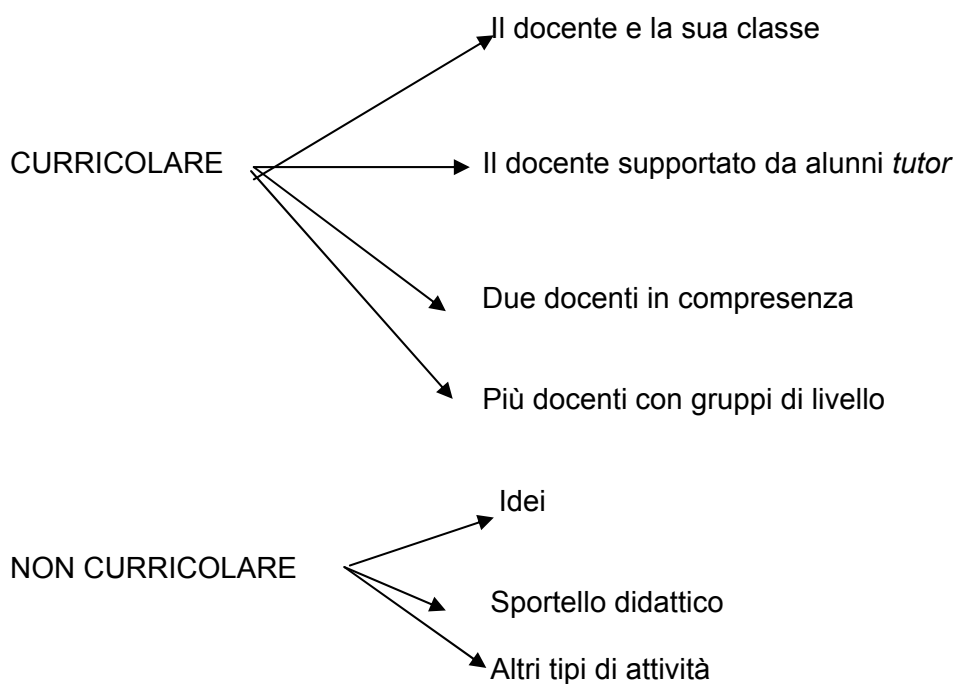 Il docente e la sua classe
CURRICOLARE
Il docente supportato da alunni tutor
Due docenti in compresenza
Più docenti con gruppi di livello
Idei
NON CURRICOLARE
Sportello didattico
Altri tipi di attività